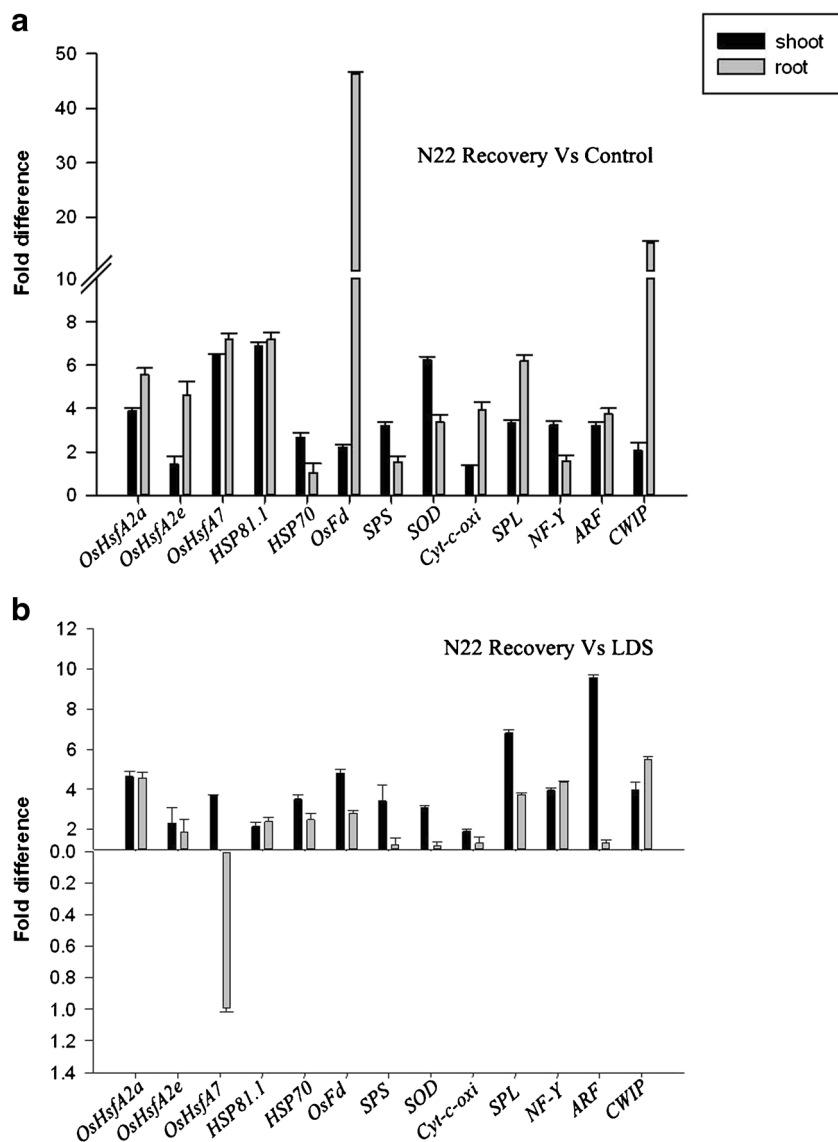 a
shoot
root
N22 Recovery Vs Control
Fold difference
50
40
30
20
10
8
6
4
2
0
OsHsfA2a
OsHsfA2e
OsHsfA7
HSP81.1
HSP70
OsFd
SPS
SOD
Cyt-c-oxi
SPL
NF-Y
ARF
CWIP
b
N22 Recovery Vs LDS
Fold difference
12
10
8
6
4
2
0.0
Fold difference
0.2
0.4
0.6
0.8
1.0
1.2
1.4
OsHsfA2a
OsHsfA2e
OsHsfA7
HSP81.1
HSP70
OsFd
SPS
SOD
Cyt-c-oxi
SPL
NF-Y
ARF
CWIP